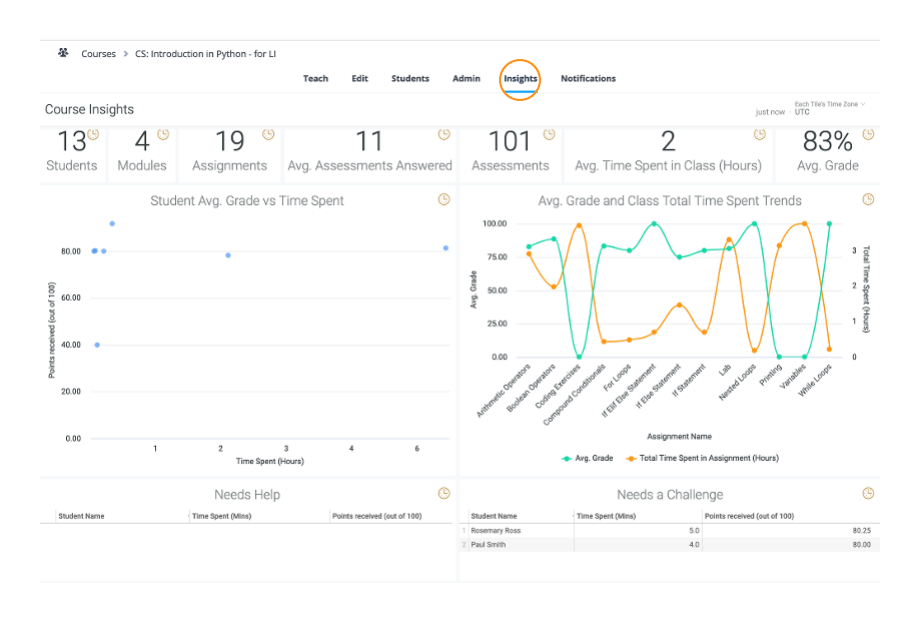 Courses > CS: Introduction in Python - for LI
Teach Edit Students Admin Insights Notifications
Course Insights
just now · Each Tile's Time Zone
UTC
13 4 19 11 101 2 83%
Students Modules Assignments Avg. Assessments Answered Assessments Avg. Time Spent in Class (Hours) Avg. Grade
Student Avg. Grade vs Time Spent
Points received (out of 100)
80.00
60.00
40.00
20.00
0.00
1 2 3 4 6
Time Spent (Hours)
Avg. Grade and Class Total Time Spent Trends
Avg. Grade
100.00
75.00
50.00
25.00
0.00
3
2
1
0
Total Time Spent (Hours)
Arithmetic Operators
Boolean Operators
Coding Exercises
Compound Conditionals
For Loops
If Elif Else Statement
If Else Statement
If Statement
Lab
Nested Loops
Printing
Variables
While Loops
Assignment Name
Avg. Grade Total Time Spent in Assignment (Hours)
Needs Help
Student Name Time Spent (Mins) Points received (out of 100)
Needs a Challenge
Student Name Time Spent (Mins) Points received (out of 100)
1 Rosemary Ross 5.0 80.25
2 Paul Smith 4.0 80.00